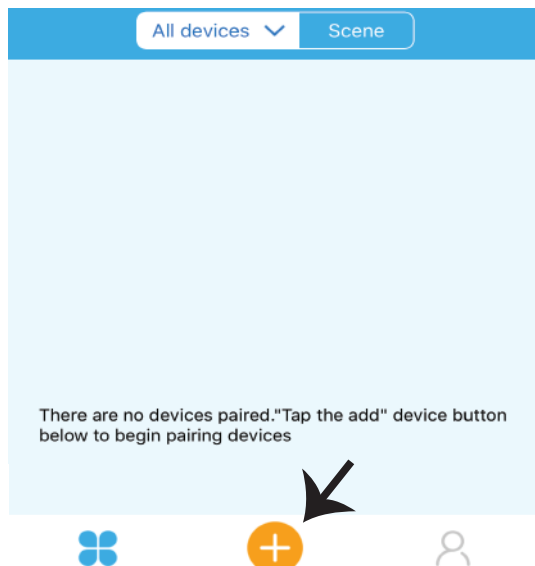 All devices
Scene
There are no devices paired."Tap the add" device button
below to begin pairing devices